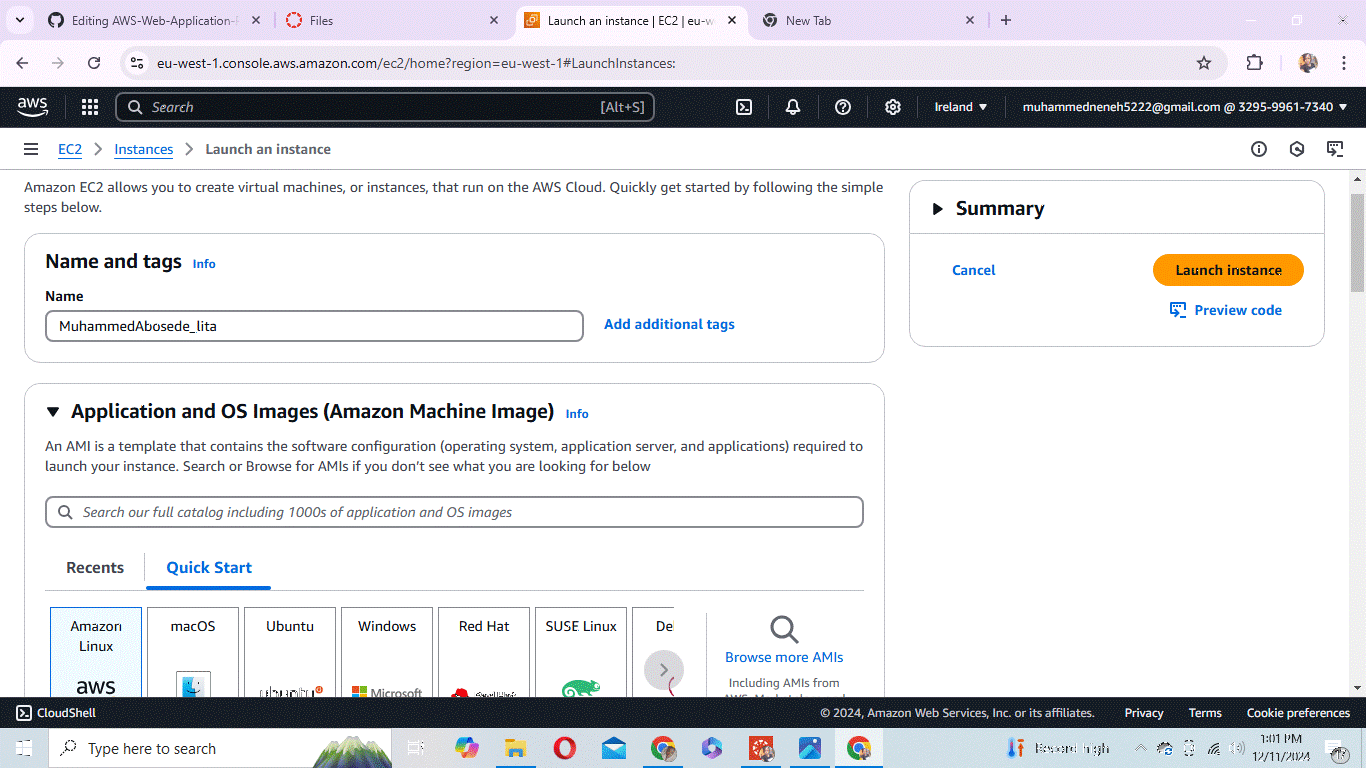 Editing AWS-Web-Application-
Files
Launch an instance | EC2 | eu-w
New Tab
eu-west-1.console.aws.amazon.com/ec2/home?region=eu-west-1#LaunchInstances:
aws
Search
[Alt+S]
Ireland
muhammedneneh5222@gmail.com @ 3295-9961-7340
EC2
Instances
Launch an instance
Amazon EC2 allows you to create virtual machines, or instances, that run on the AWS Cloud. Quickly get started by following the simple
steps below.
Name and tags Info
Name
MuhammedAbosede_lita
Add additional tags
Summary
Cancel
Launch instance
Preview code
Application and OS Images (Amazon Machine Image) Info
An AMI is a template that contains the software configuration (operating system, application server, and applications) required to
launch your instance. Search or Browse for AMIs if you don't see what you are looking for below
Search our full catalog including 1000s of application and OS images
Recents
Quick Start
Amazon
Linux
aws
macOS
Ubuntu
ubuntu
Windows
Microsoft
Red Hat
SUSE Linux
De
Browse more AMIs
Including AMIs from
CloudShell
© 2024, Amazon Web Services, Inc. or its affiliates.
Privacy
Terms
Cookie preferences
Type here to search
Record high
1:01 PM
12/11/2024